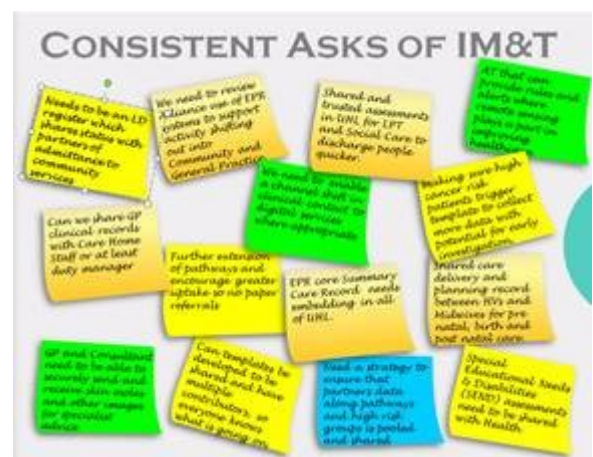 CONSISTENT ASKS OF IM&T
Needs to be an LD
register which
shares status with
Partners of
admittance to
community
services
We need to review
Alliance use of EPR
systems to support
activity shifting
out into
Community and
General Practice
Shared and
trusted assessments
in UHL for LPT
and Social Care to
discharge people
quicker.
AT that can
provide rules and
alerts where
remote sensing
plays a part in
improving
We need to enable
a channel shift in
clinical contact to
digital services
where appropriate
Making sure high
cancer risk
patients trigger
template to collect
more data with
potential for early
investigation.
Can we share GP
clinical records
with Care Home
Staff or at least
duty manager
Further extension
of pathways and
encourage greater
uptake so no paper
referrals
EPR core Summary
Care Record needs
embedding in all
of UHL.
Shared care
delivery and
planning record
between HVs and
Midwives for pre
natal, birth and
post natal care
GP and Consultant
need to be able to
securely send and
receive skin moles
and other images
for specialist
advice
Can templates be
developed to be
shared and have
multiple
contributors, so
everyone knows
what is going on
Need a strategy to
ensure that
partners data
along pathways
and high risk
groups is pooled
and shared
Special
Educational Needs
& Disabilities
(SEND) assessments
need to be shared
with Health